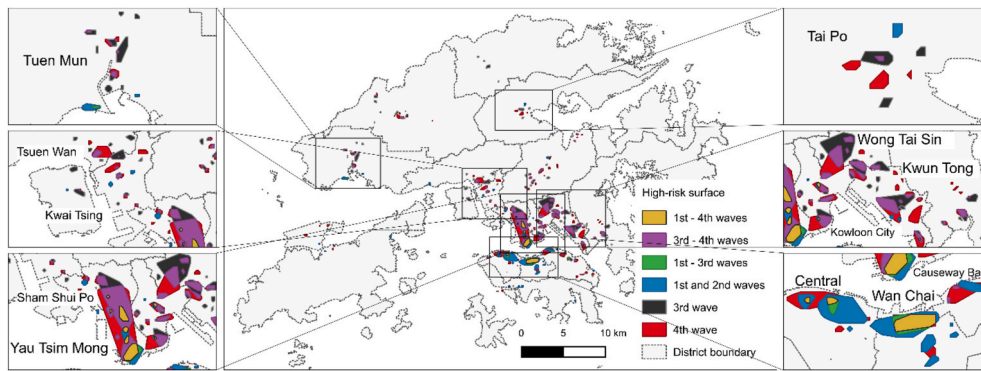 Tuen Mun
Tsuen Wan
Kwai Tsing
Sham Shui Po
Yau Tsim Mong
High-risk surface
1st - 4th waves
3rd - 4th waves
1st - 3rd waves
1st and 2nd waves
3rd wave
4th wave
District boundary
0 5 10 km
Tai Po
Wong Tai Sin
Kwun Tong
Kowloon City
Causeway Ba
Central
Wan Chai